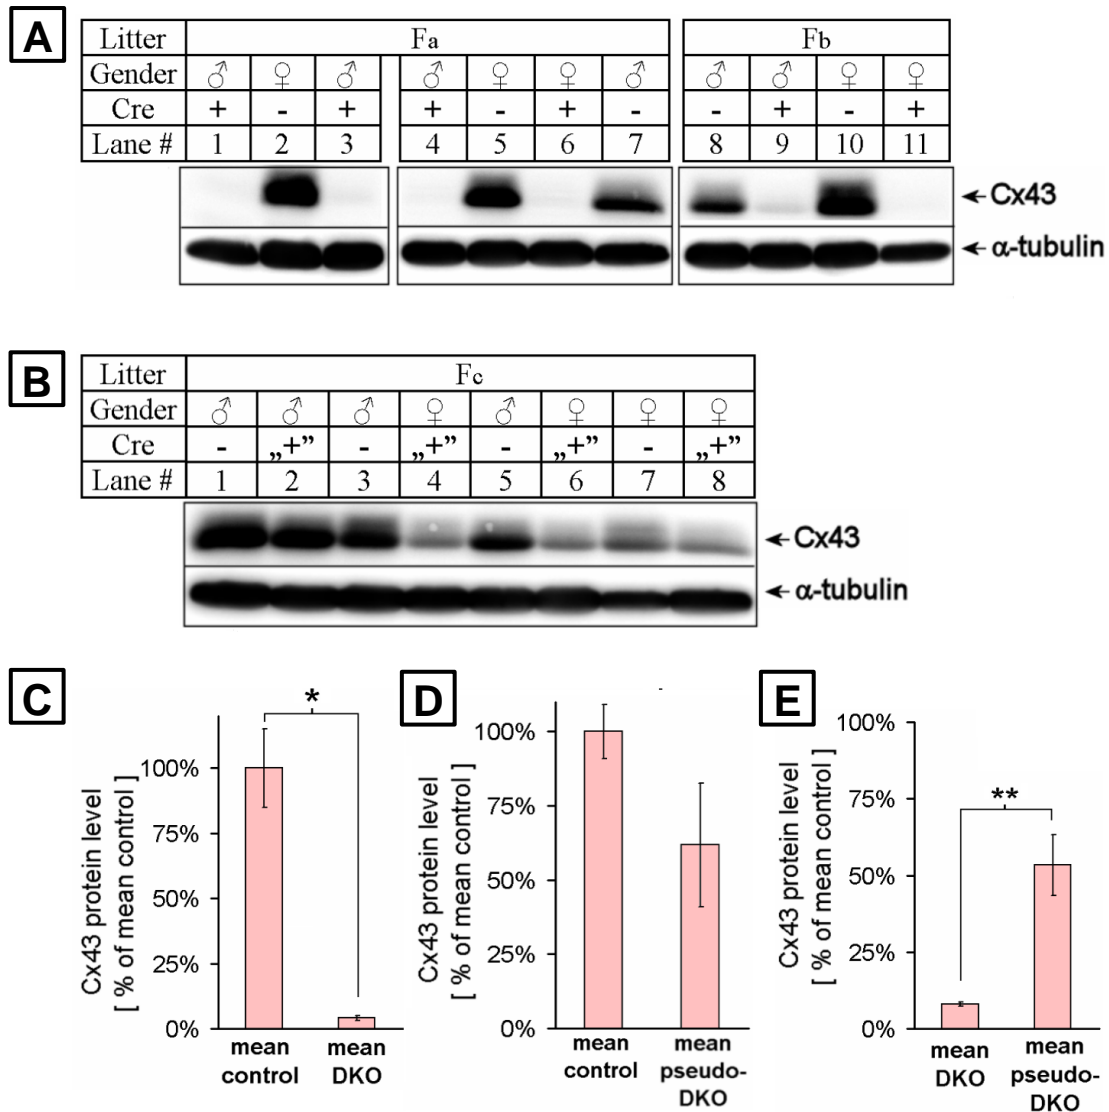 A
Litter Fa Fb
Gender ♂ ♀ ♂ ♂ ♀ ♀ ♂ ♂ ♂ ♀ ♀
Cre + - + + - + - - + - +
Lane # 1 2 3 4 5 6 7 8 9 10 11
Cx43
α-tubulin
B
Litter Fc
Gender ♂ ♂ ♂ ♀ ♂ ♀ ♀ ♀
Cre - „+” - „+” - „+” - „+”
Lane # 1 2 3 4 5 6 7 8
Cx43
α-tubulin
C
Cx43 protein level
[ % of mean control ]
100%
75%
50%
25%
0%
*
mean control
mean DKO
D
Cx43 protein level
[ % of mean control ]
100%
75%
50%
25%
0%
mean control
mean pseudo-DKO
E
Cx43 protein level
[ % of mean control ]
100%
75%
50%
25%
0%
**
mean DKO
mean pseudo-DKO